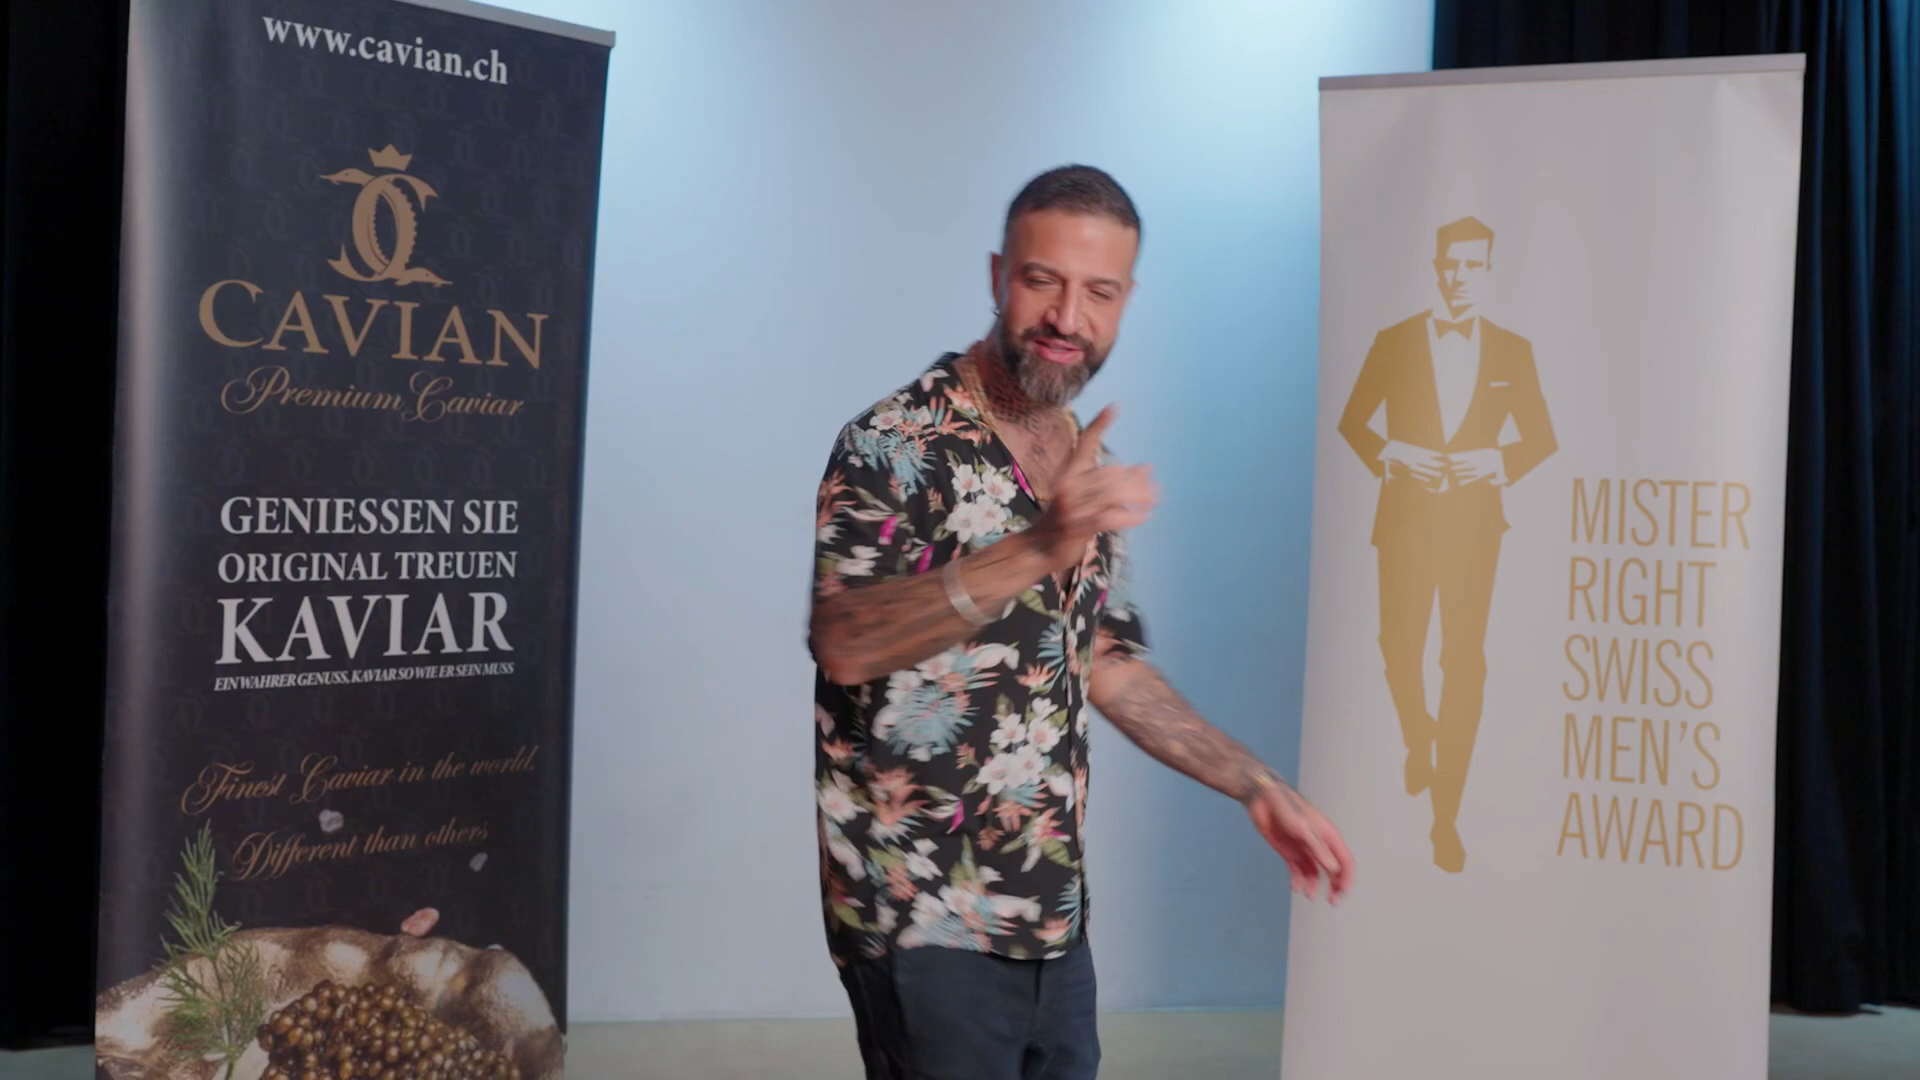 www.cavian.ch
CAVIAN
Premium Caviar
GENIESSEN SIE
ORIGINAL TREUEN
KAVIAR
EIN WAHRER GENUSS, KAVIAR SO WIE ER SEIN MUSS
Finest Caviar in the world.
Different than others
MISTER
RIGHT
SWISS
MEN'S
AWARD